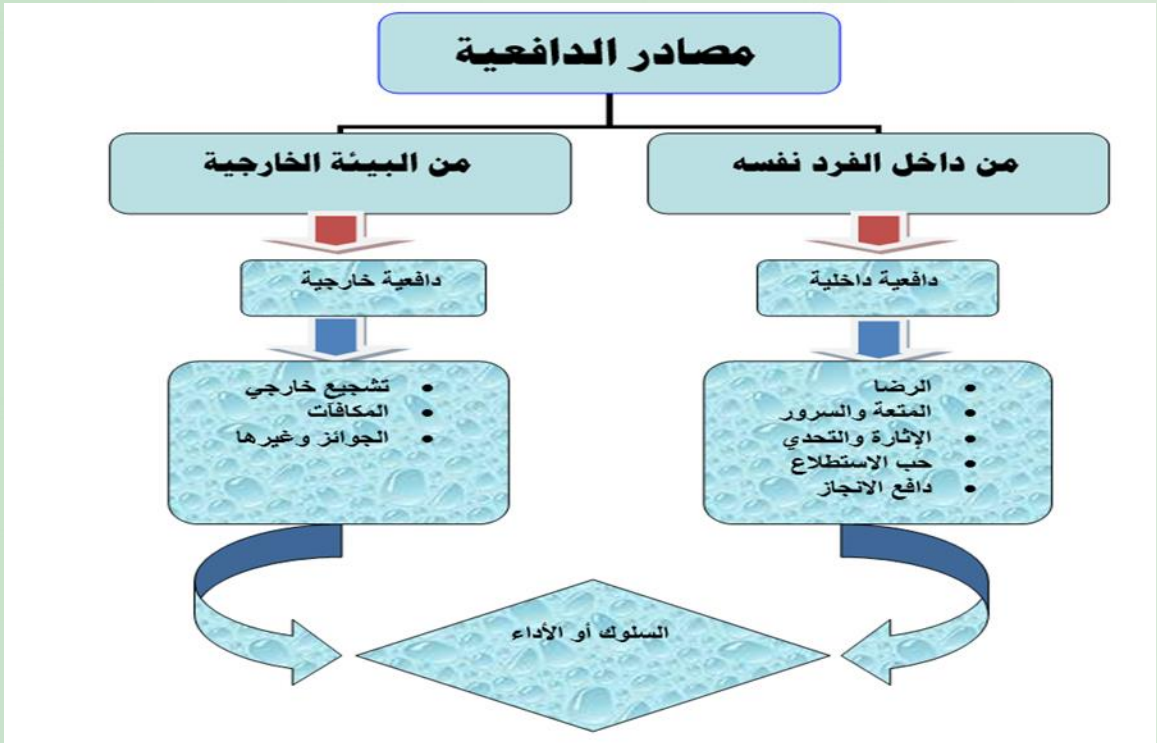 مصادر الدافعية
من داخل الفرد نفسه
من البيئة الخارجية
دافعية داخلية
دافعية خارجية
• الرضا
• المتعة والسرور
• الإثارة والتحدي
• حب الاستطلاع
• دافع الانجاز
• تشجيع خارجي
• المكافآت
• الجوائز وغيرها
السلوك أو الأداء